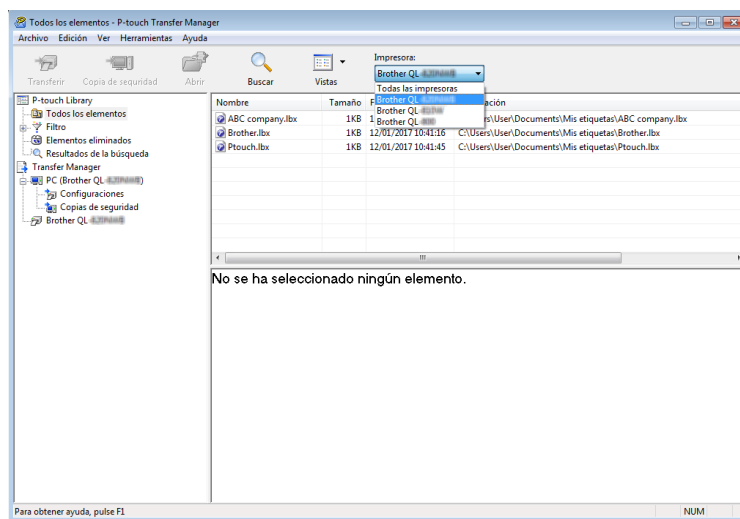 Todos los elementos - P-touch Transfer Manager
Archivo Edición Ver Herramientas Ayuda
Transferir Copia de seguridad Abrir Buscar Vistas
Impresora:
Brother QL
Todas las impresoras
Brother QL
Brother QL
Brother QL
P-touch Library
Todos los elementos
Filtro
Elementos eliminados
Resultados de la búsqueda
Transfer Manager
PC (Brother QL )
Configuraciones
Copias de seguridad
Brother QL
Nombre Tamaño
ABC company.lbx 1KB \User\Documents\Mis etiquetas\ABC company.lbx
Brother.lbx 1KB 12/01/2017 10:41:16 C:\Users\User\Documents\Mis etiquetas\Brother.lbx
Ptouch.lbx 1KB 12/01/2017 10:41:45 C:\Users\User\Documents\Mis etiquetas\Ptouch.lbx
No se ha seleccionado ningún elemento.
Para obtener ayuda, pulse F1
NUM